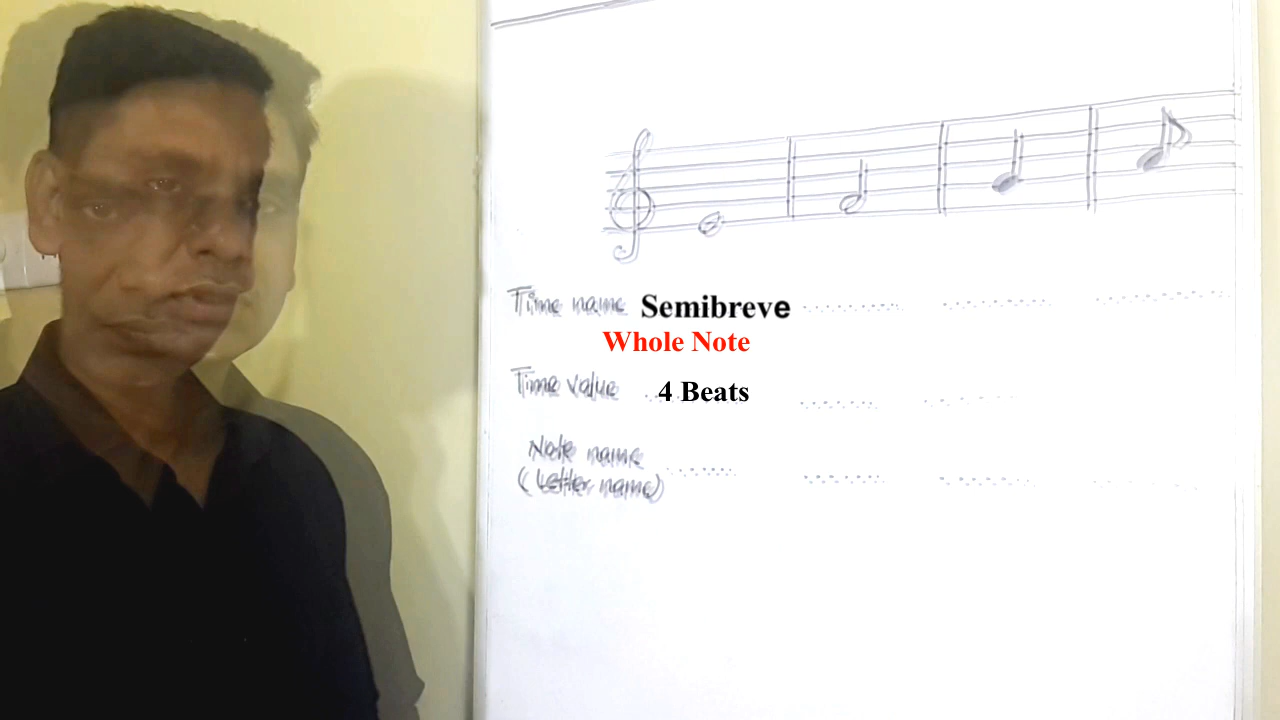 Time name Semibreve
Whole Note
Time value 4 Beats
Note name
(Letter name)